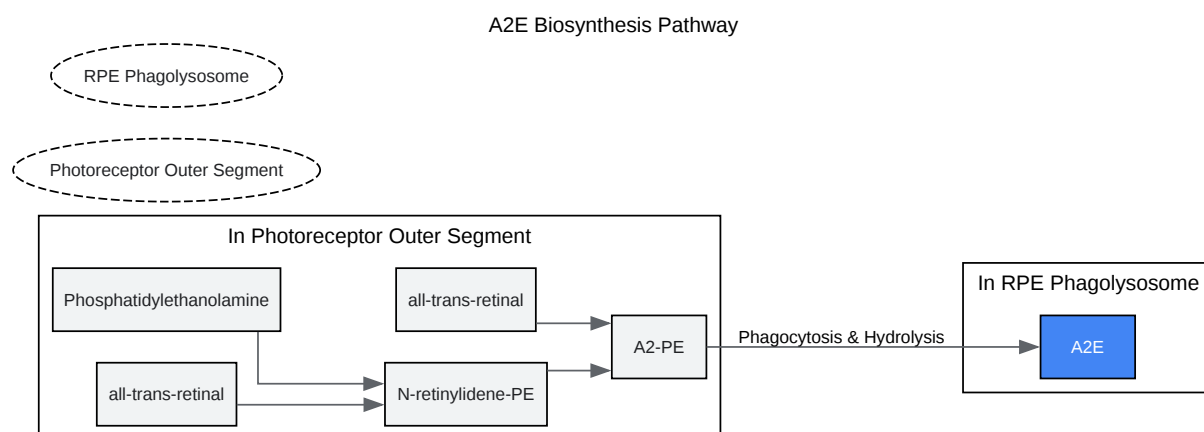 A2E Biosynthesis Pathway
RPE Phagolysosome
Photoreceptor Outer Segment
In Photoreceptor Outer Segment
Phosphatidylethanolamine
all-trans-retinal
all-trans-retinal
N-retinylidene-PE
A2-PE
Phagocytosis & Hydrolysis
In RPE Phagolysosome
A2E